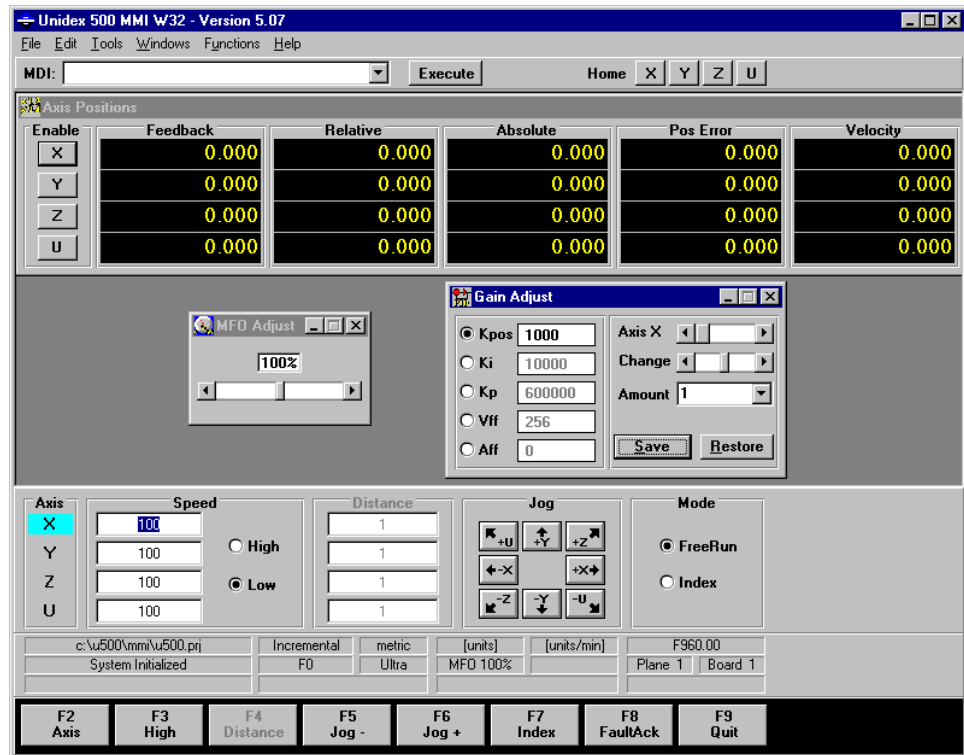 Unidex 500 MMI W32 - Version 5.07
File Edit Tools Windows Functions Help
MDI: Execute Home X Y Z U
Axis Positions
Enable Feedback Relative Absolute Pos Error Velocity
X 0.000 0.000 0.000 0.000 0.000
Y 0.000 0.000 0.000 0.000 0.000
Z 0.000 0.000 0.000 0.000 0.000
U 0.000 0.000 0.000 0.000 0.000
MFO Adjust
100%
Gain Adjust
Kpos 1000
Ki 10000
Kp 600000
Vff 256
Aff 0
Axis X
Change
Amount 1
Save Restore
Axis Speed Distance Jog Mode
X 100 1
Y 100 1
Z 100 1
U 100 1
High
Low
+U +Y +Z
-X +X
-Z -Y -U
FreeRun
Index
c:\u500\mmi\u500.prj Incremental metric [units] [units/min] F960.00
System Initialized F0 Ultra MFO 100% Plane 1 Board 1
F2 F3 F4 F5 F6 F7 F8 F9
Axis High Distance Jog - Jog + Index FaultAck Quit